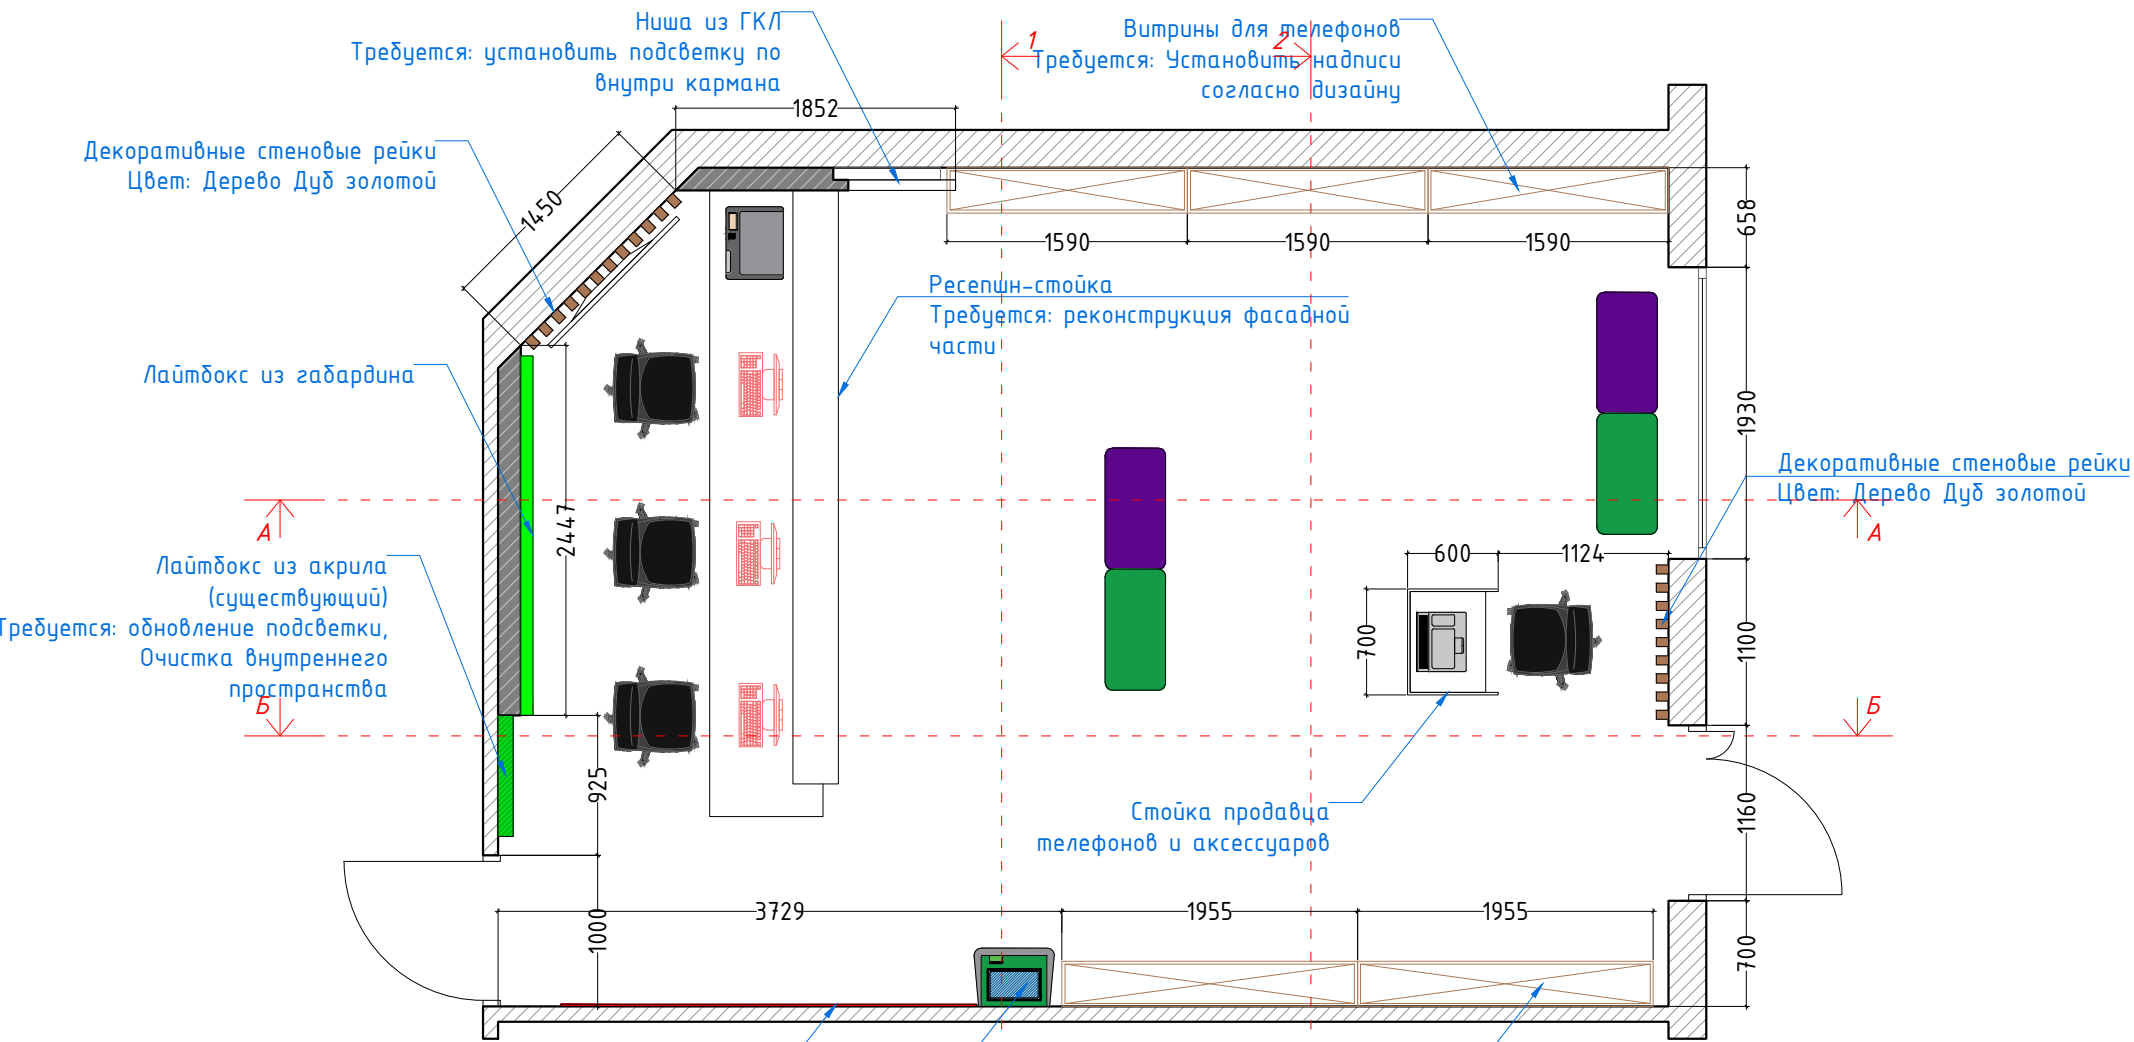 Ниша из ГКЛ
Требуется: установить подсветку по
внутри кармана
Витрины для телефонов
Требуется: Установить надписи
согласно дизайну
1
2
1852
Декоративные стеновые рейки
Цвет: Дерево Дуб золотой
1450
1590
1590
1590
658
Ресепшн-стойка
Требуется: реконструкция фасадной
части
Лайтбокс из габардина
1930
Декоративные стеновые рейки
Цвет: Дерево Дуб золотой
А
А
2447
600
1124
Лайтбокс из акрила
(существующий)
Требуется: обновление подсветки,
Очистка внутреннего
пространства
700
1100
Б
Б
925
1160
Стойка продавца
телефонов и аксессуаров
3729
1955
1955
1000
700